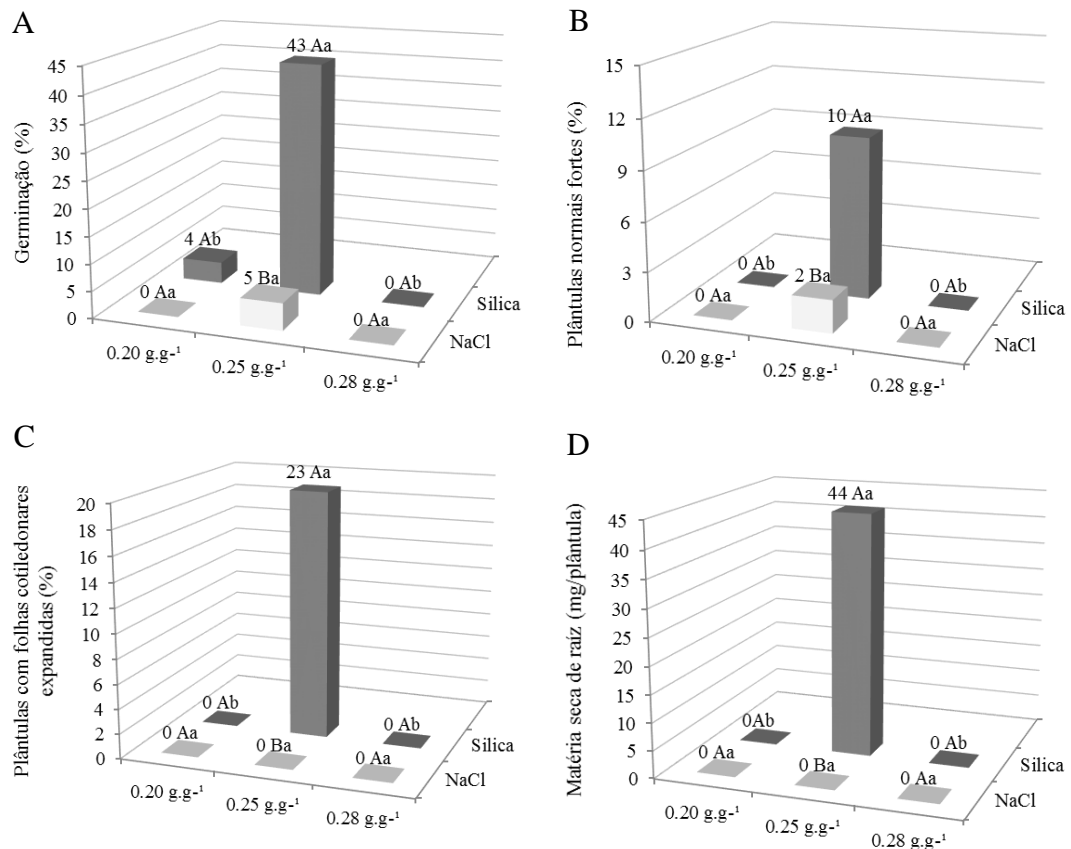 A
Germinação (%)
45
40
35
30
25
20
15
10
5
0
43 Aa
4 Ab
0 Ab
0 Aa
5 Ba
0 Aa
0.20 g.g⁻¹
0.25 g.g⁻¹
0.28 g.g⁻¹
NaCl
Silica
B
Plântulas normais fortes (%)
15
12
9
6
3
0
10 Aa
0 Ab
0 Ab
0 Aa
2 Ba
0 Aa
0.20 g.g⁻¹
0.25 g.g⁻¹
0.28 g.g⁻¹
NaCl
Silica
C
Plântulas com folhas cotiledonares
expandidas (%)
20
18
16
14
12
10
8
6
4
2
0
23 Aa
0 Ab
0 Ab
0 Aa
0 Ba
0 Aa
0.20 g.g⁻¹
0.25 g.g⁻¹
0.28 g.g⁻¹
NaCl
Silica
D
Matéria seca de raíz (mg/plântula)
45
40
35
30
25
20
15
10
5
0
44 Aa
0Ab
0 Ab
0 Aa
0 Ba
0 Aa
0.20 g.g⁻¹
0.25 g.g⁻¹
0.28 g.g⁻¹
NaCl
Silica